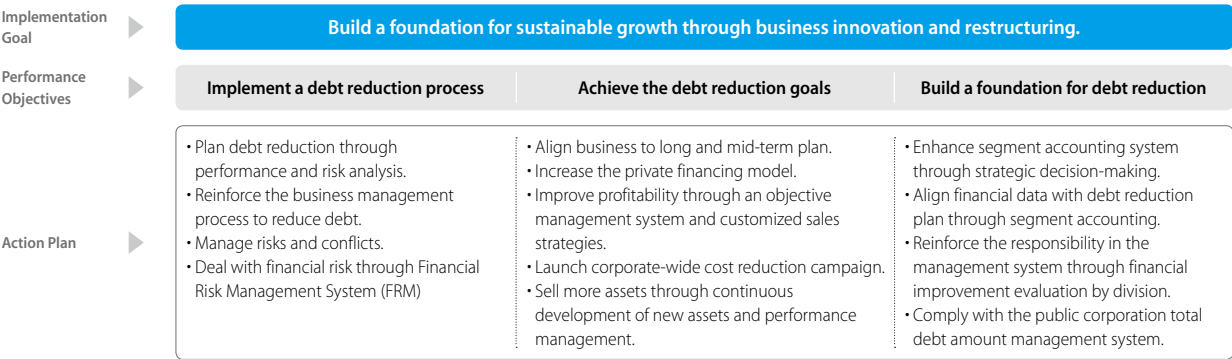 Implementation
Goal
Build a foundation for sustainable growth through business innovation and restructuring.
Performance
Objectives
Implement a debt reduction process
Achieve the debt reduction goals
Build a foundation for debt reduction
Action Plan
• Plan debt reduction through
performance and risk analysis.
• Reinforce the business management
process to reduce debt.
• Manage risks and conflicts.
• Deal with financial risk through Financial
Risk Management System (FRM)
• Align business to long and mid-term plan.
• Increase the private financing model.
• Improve profitability through an objective
management system and customized sales
strategies.
• Launch corporate-wide cost reduction campaign.
• Sell more assets through continuous
development of new assets and performance
management.
• Enhance segment accounting system
through strategic decision-making.
• Align financial data with debt reduction
plan through segment accounting.
• Reinforce the responsibility in the
management system through financial
improvement evaluation by division.
• Comply with the public corporation total
debt amount management system.